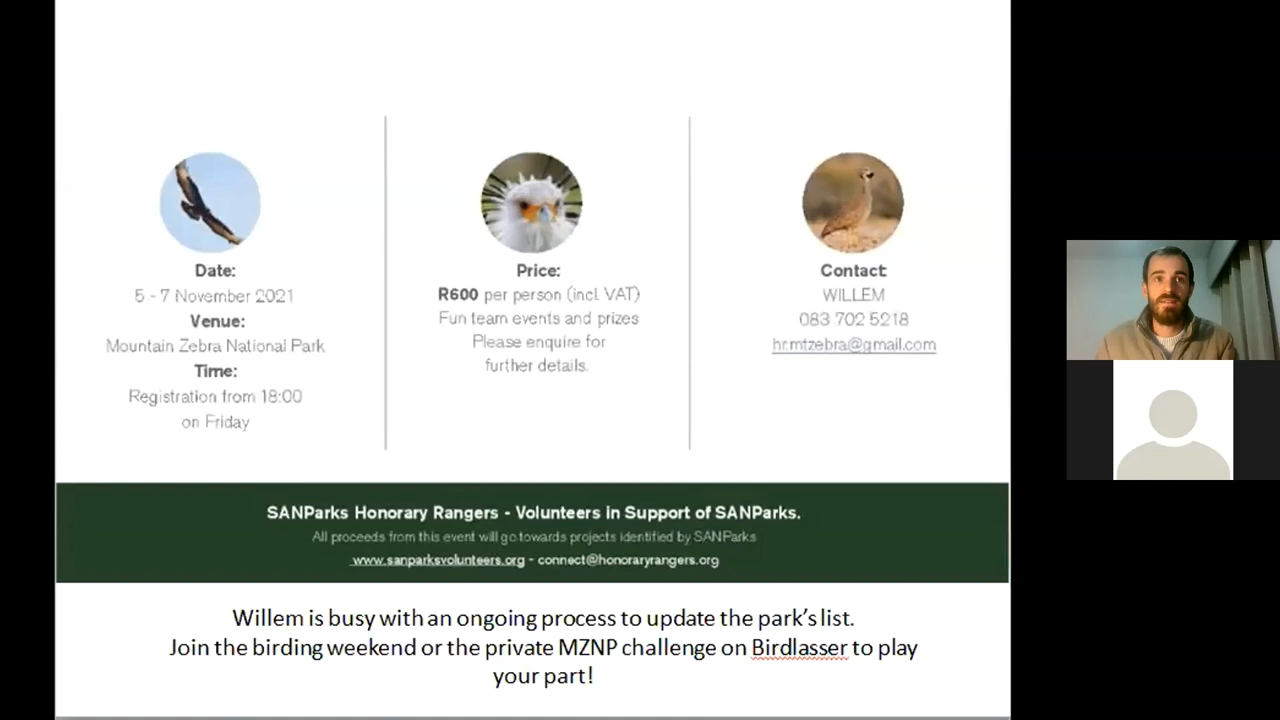 Date:
5 - 7 November 2021
Venue:
Mountain Zebra National Park
Time:
Registration from 18:00
on Friday
Price:
R600 per person (incl. VAT)
Fun team events and prizes
Please enquire for
further details.
Contact:
WILLEM
083 702 5218
hr.mtzebra@gmail.com
SANParks Honorary Rangers - Volunteers in Support of SANParks.
All proceeds from this event will go towards projects identified by SANParks
www.sanparksvolunteers.org - connect@honoraryrangers.org
Willem is busy with an ongoing process to update the park's list.
Join the birding weekend or the private MZNP challenge on Birdlasser to play
your part!